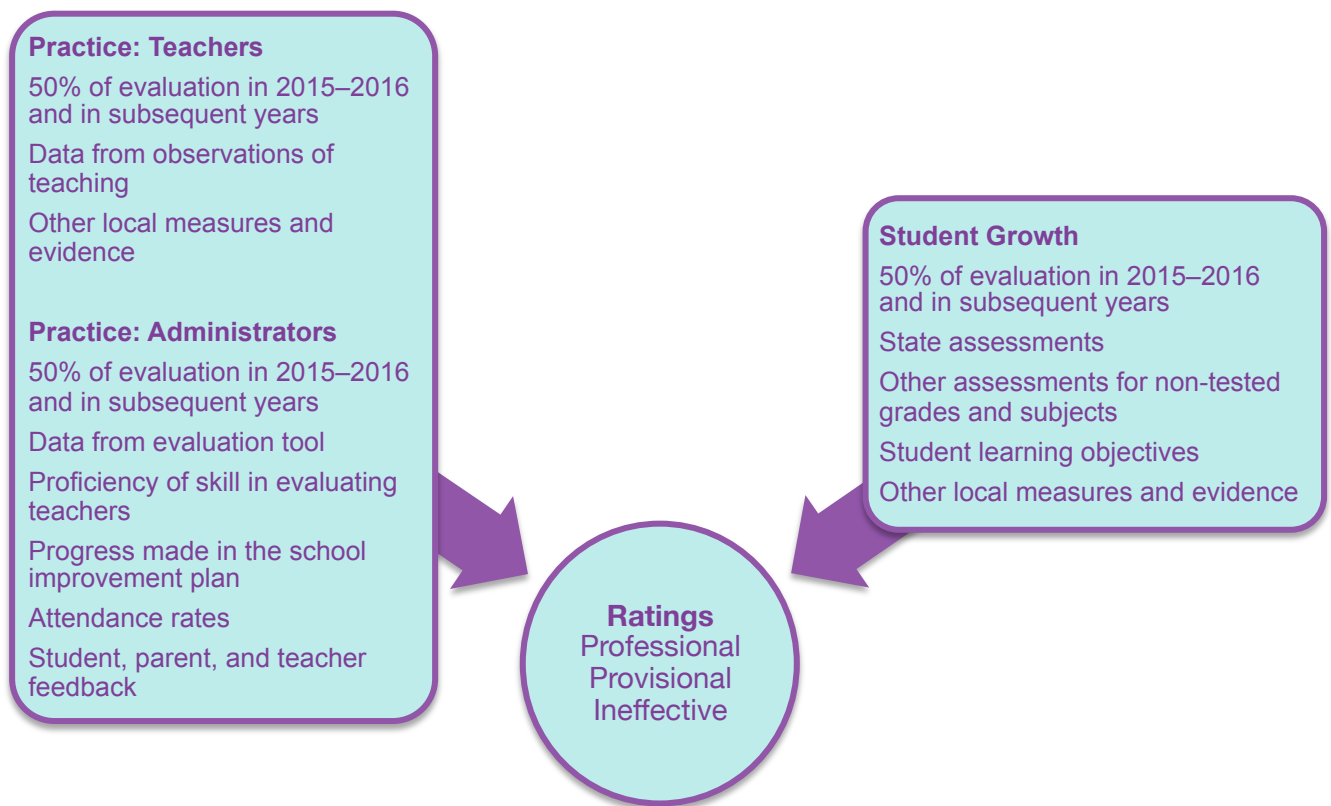 Practice: Teachers
50% of evaluation in 2015–2016
and in subsequent years
Data from observations of
teaching
Other local measures and
evidence
Practice: Administrators
50% of evaluation in 2015–2016
and in subsequent years
Data from evaluation tool
Proficiency of skill in evaluating
teachers
Progress made in the school
improvement plan
Attendance rates
Student, parent, and teacher
feedback
Student Growth
50% of evaluation in 2015–2016
and in subsequent years
State assessments
Other assessments for non-tested
grades and subjects
Student learning objectives
Other local measures and evidence
Ratings
Professional
Provisional
Ineffective